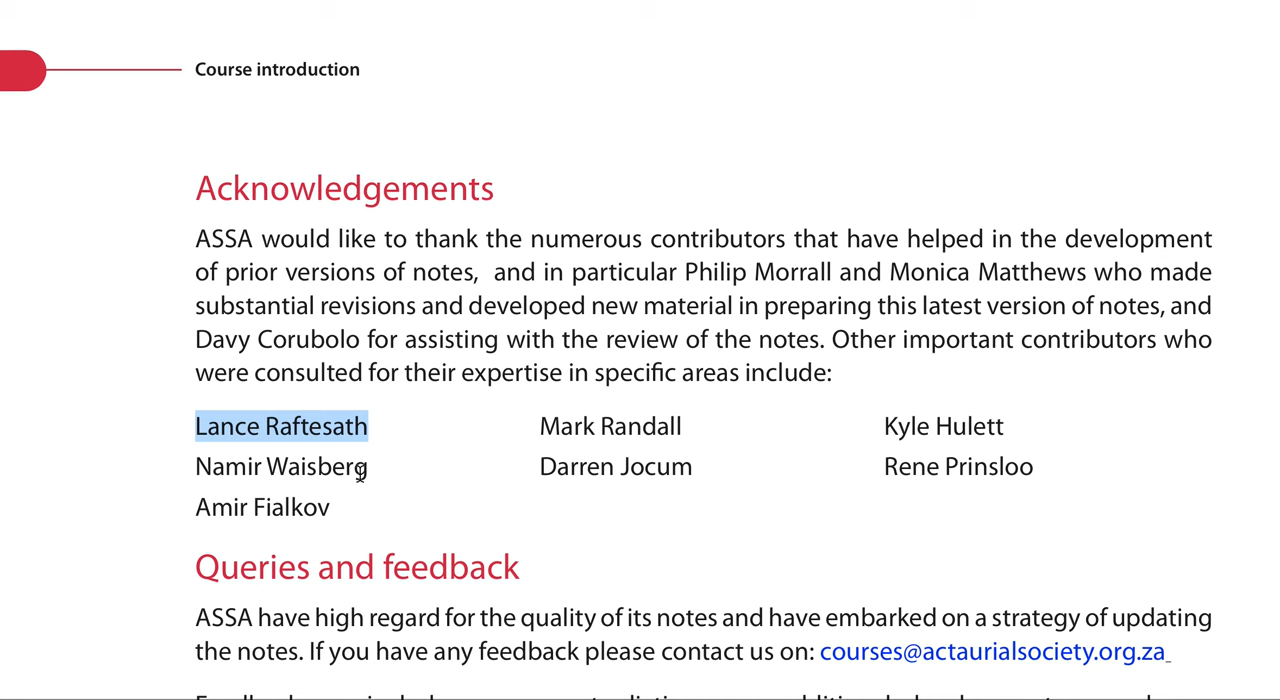 Course introduction
Acknowledgements
ASSA would like to thank the numerous contributors that have helped in the development
of prior versions of notes, and in particular Philip Morrall and Monica Matthews who made
substantial revisions and developed new material in preparing this latest version of notes, and
Davy Corubolo for assisting with the review of the notes. Other important contributors who
were consulted for their expertise in specific areas include:
Lance Raftesath Mark Randall Kyle Hulett
Namir Waisberg Darren Jocum Rene Prinsloo
Amir Fialkov
Queries and feedback
ASSA have high regard for the quality of its notes and have embarked on a strategy of updating
the notes. If you have any feedback please contact us on: courses@actaurialsociety.org.za